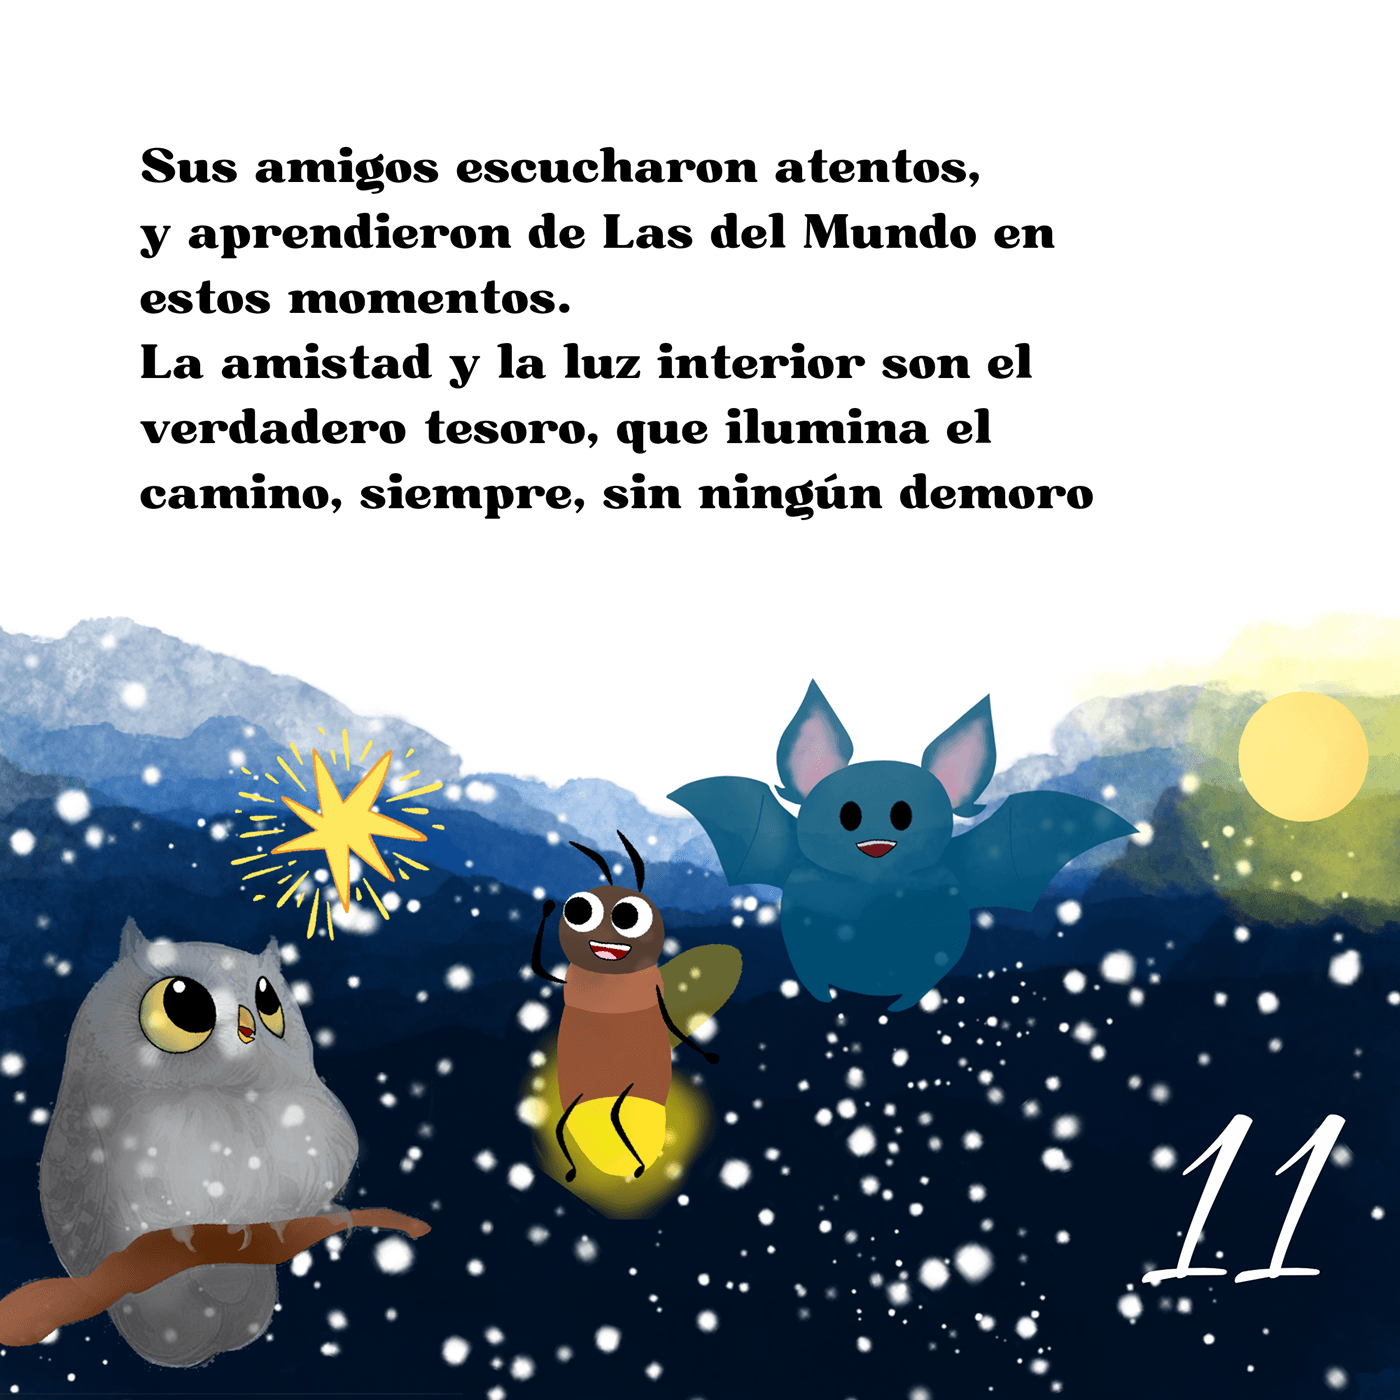 Sus amigos escucharon atentos,
y aprendieron de Las del Mundo en
estos momentos.
La amistad y la luz interior son el
verdadero tesoro, que ilumina el
camino, siempre, sin ningún demoro
11